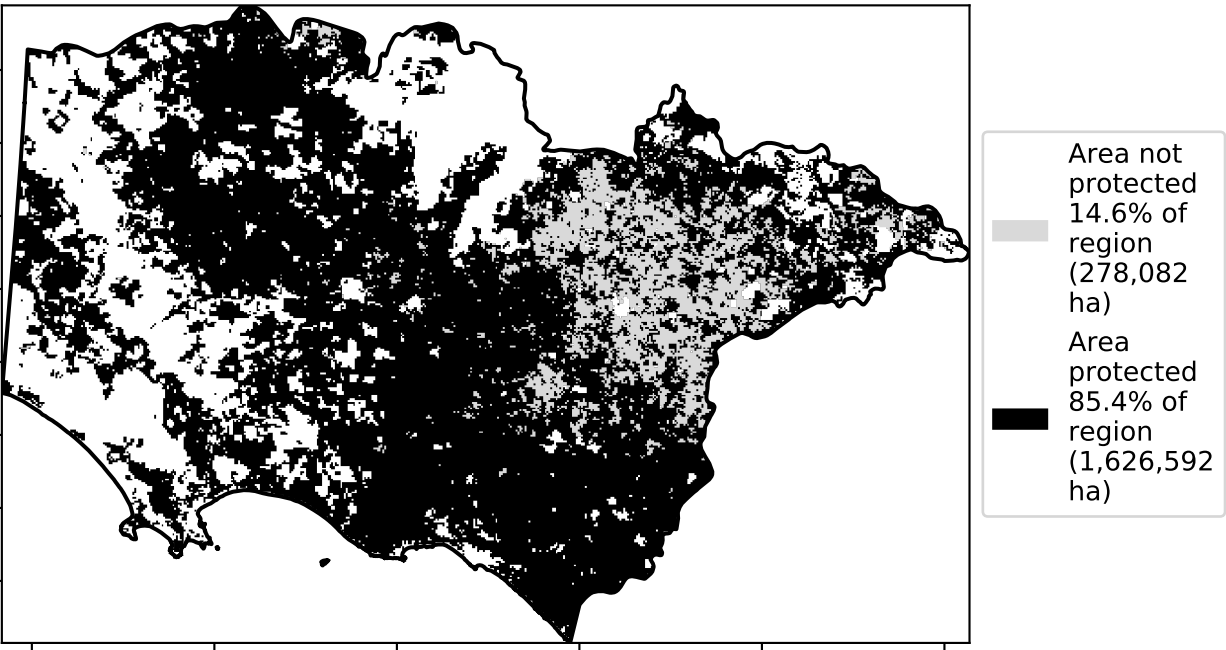 Area not
protected
14.6% of
region
(278,082
ha)
Area
protected
85.4% of
region
(1,626,592
ha)